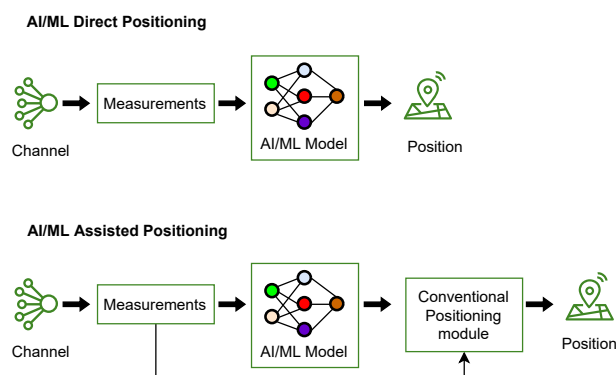 AI/ML Direct Positioning
Measurements
AI/ML Model
Channel
Position
AI/ML Assisted Positioning
Measurements
AI/ML Model
Conventional
Positioning
module
Channel
Position